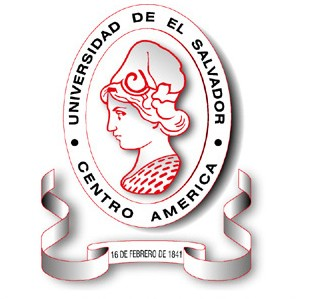 UNIVERSIDAD DE EL SALVADOR
CENTRO AMERICA
16 DE FEBRERO DE 1841